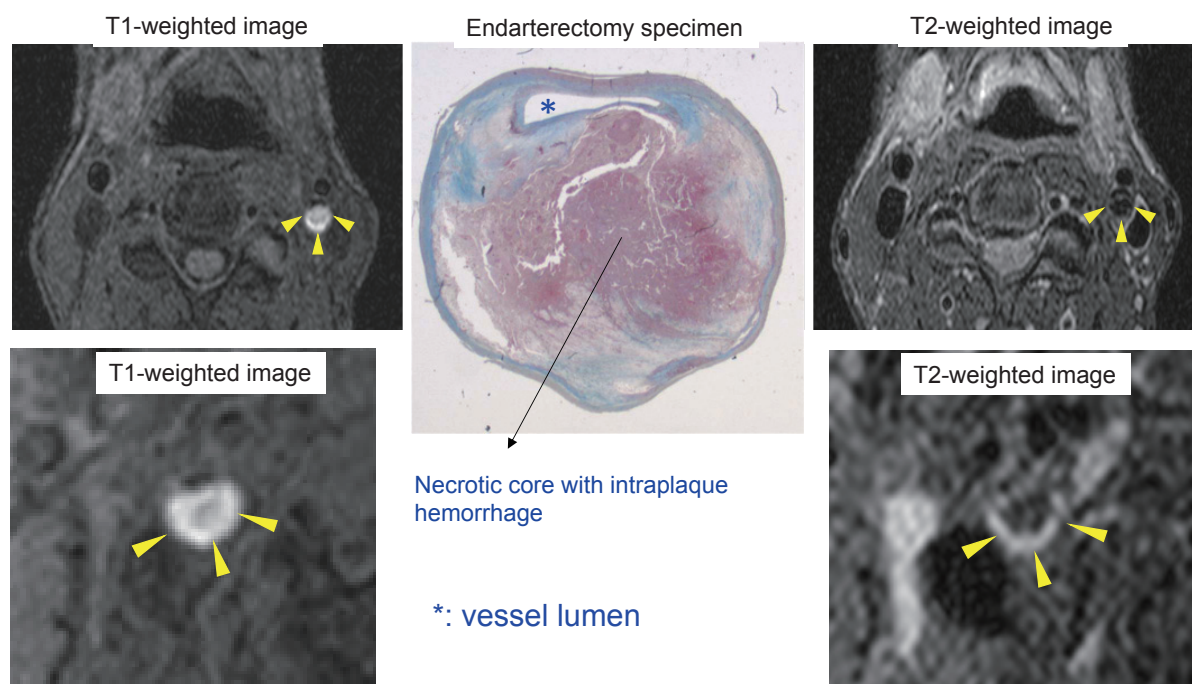 T1-weighted image
Endarterectomy specimen
T2-weighted image
*
T1-weighted image
T2-weighted image
Necrotic core with intraplaque
hemorrhage
*: vessel lumen